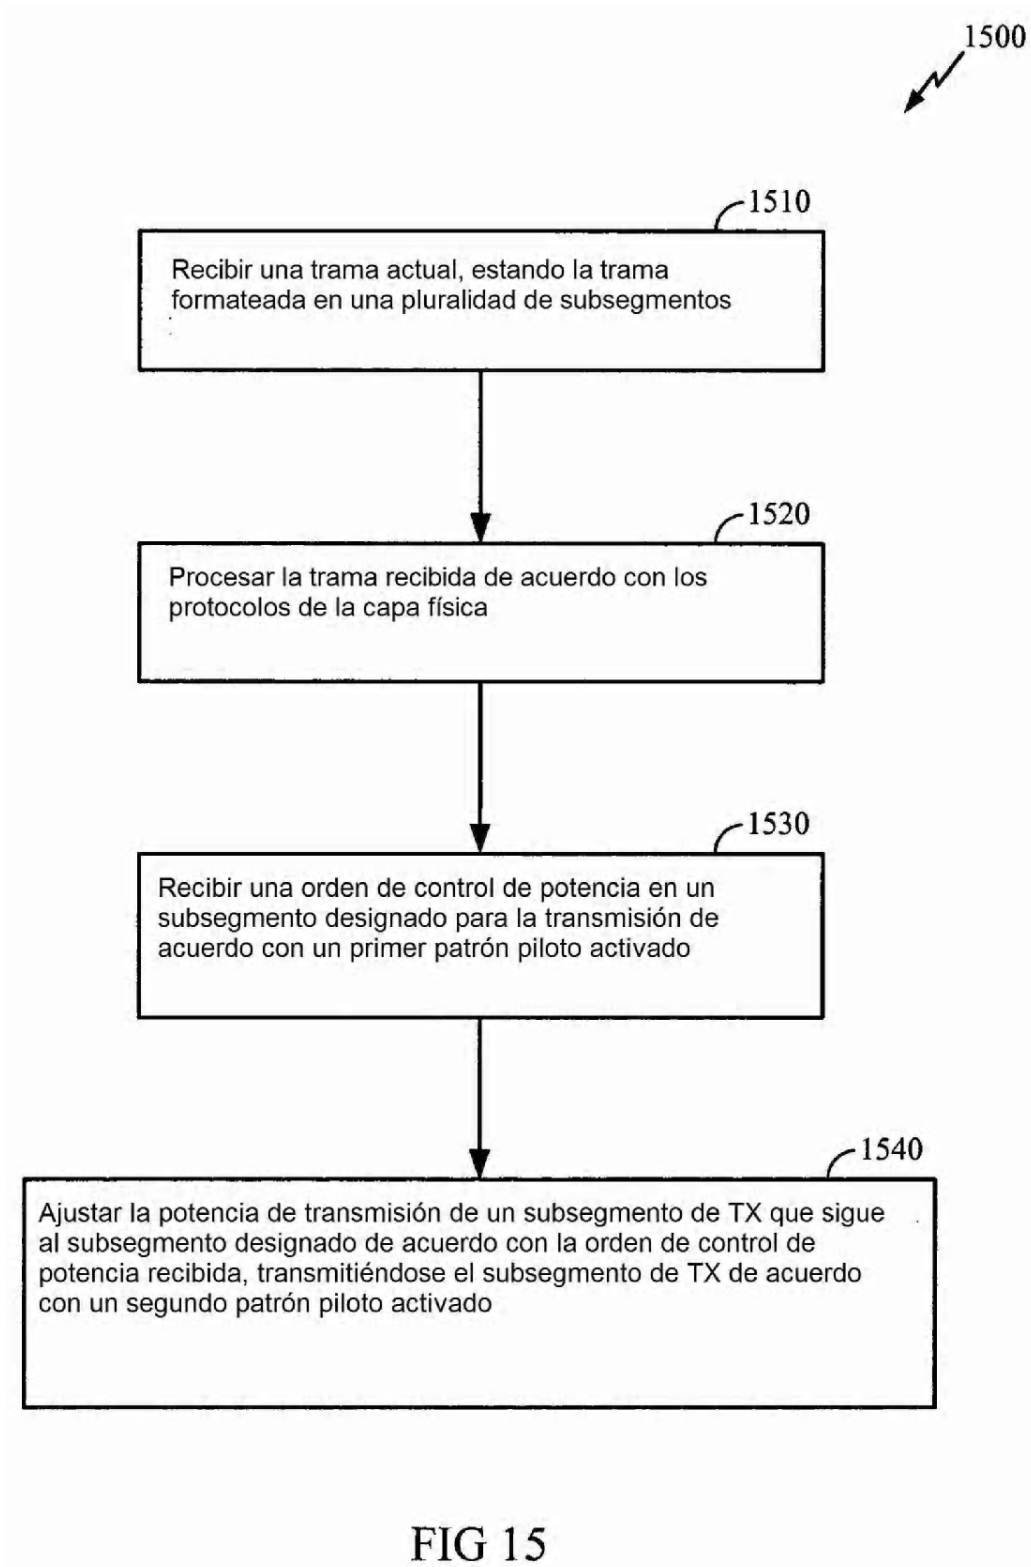 1500
1510
Recibir una trama actual, estando la trama
formateada en una pluralidad de subsegmentos
1520
Procesar la trama recibida de acuerdo con los
protocolos de la capa física
1530
Recibir una orden de control de potencia en un
subsegmento designado para la transmisión de
acuerdo con un primer patrón piloto activado
1540
Ajustar la potencia de transmisión de un subsegmento de TX que sigue
al subsegmento designado de acuerdo con la orden de control de
potencia recibida, transmitiéndose el subsegmento de TX de acuerdo
con un segundo patrón piloto activado
FIG 15